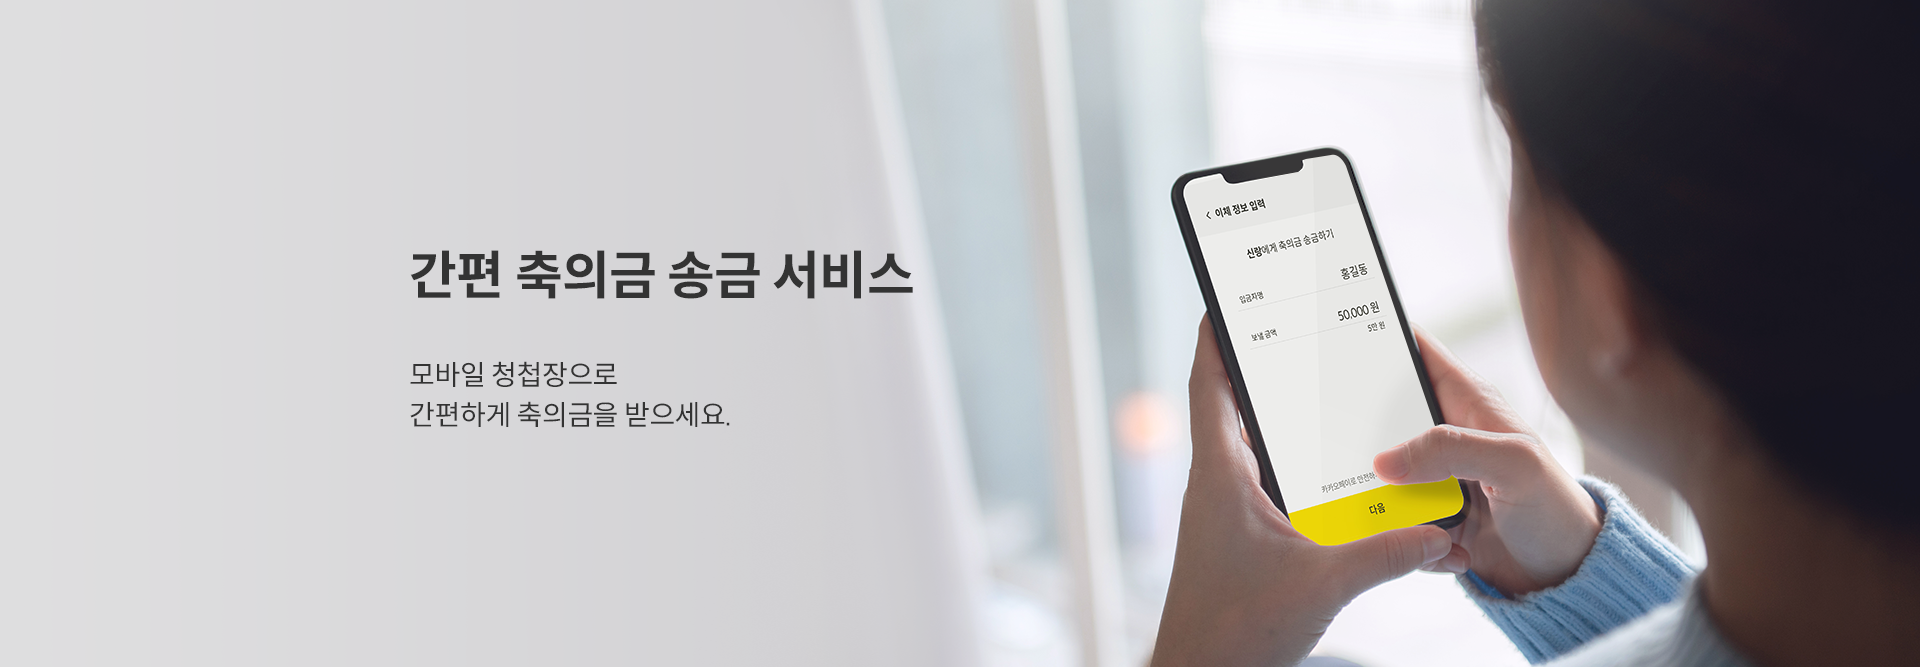 간편 축의금 송금 서비스
모바일 청첩장으로
간편하게 축의금을 받으세요.
< 이체 정보 입력
신랑에게 축의금 송금하기
홍길동
입금자명
50.000 원
보낼 금액
5만 원
카카오페이로 안전하
다음